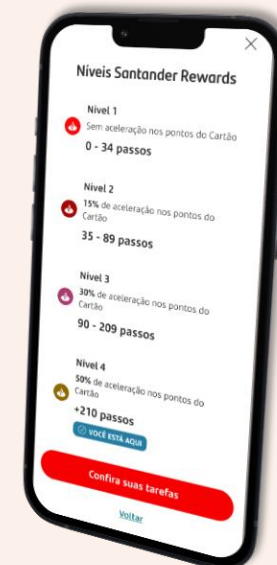 Níveis Santander Rewards
Nível 1
Sem aceleração nos pontos do Cartão
0 - 34 passos
Nível 2
15% de aceleração nos pontos do
Cartão
35 - 89 passos
Nível 3
30% de aceleração nos pontos do
Cartão
90 - 209 passos
Nível 4
50% de aceleração nos pontos do
Cartão
+210 passos
VOCÊ ESTÁ AQUI
Confira suas tarefas
Voltar